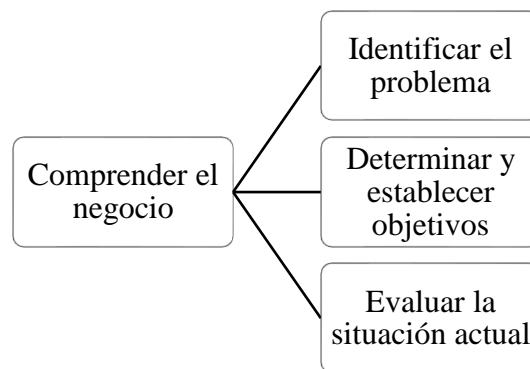 Identificar el
problema
Comprender el
negocio
Determinar y
establecer
objetivos
Evaluar la
situación actual